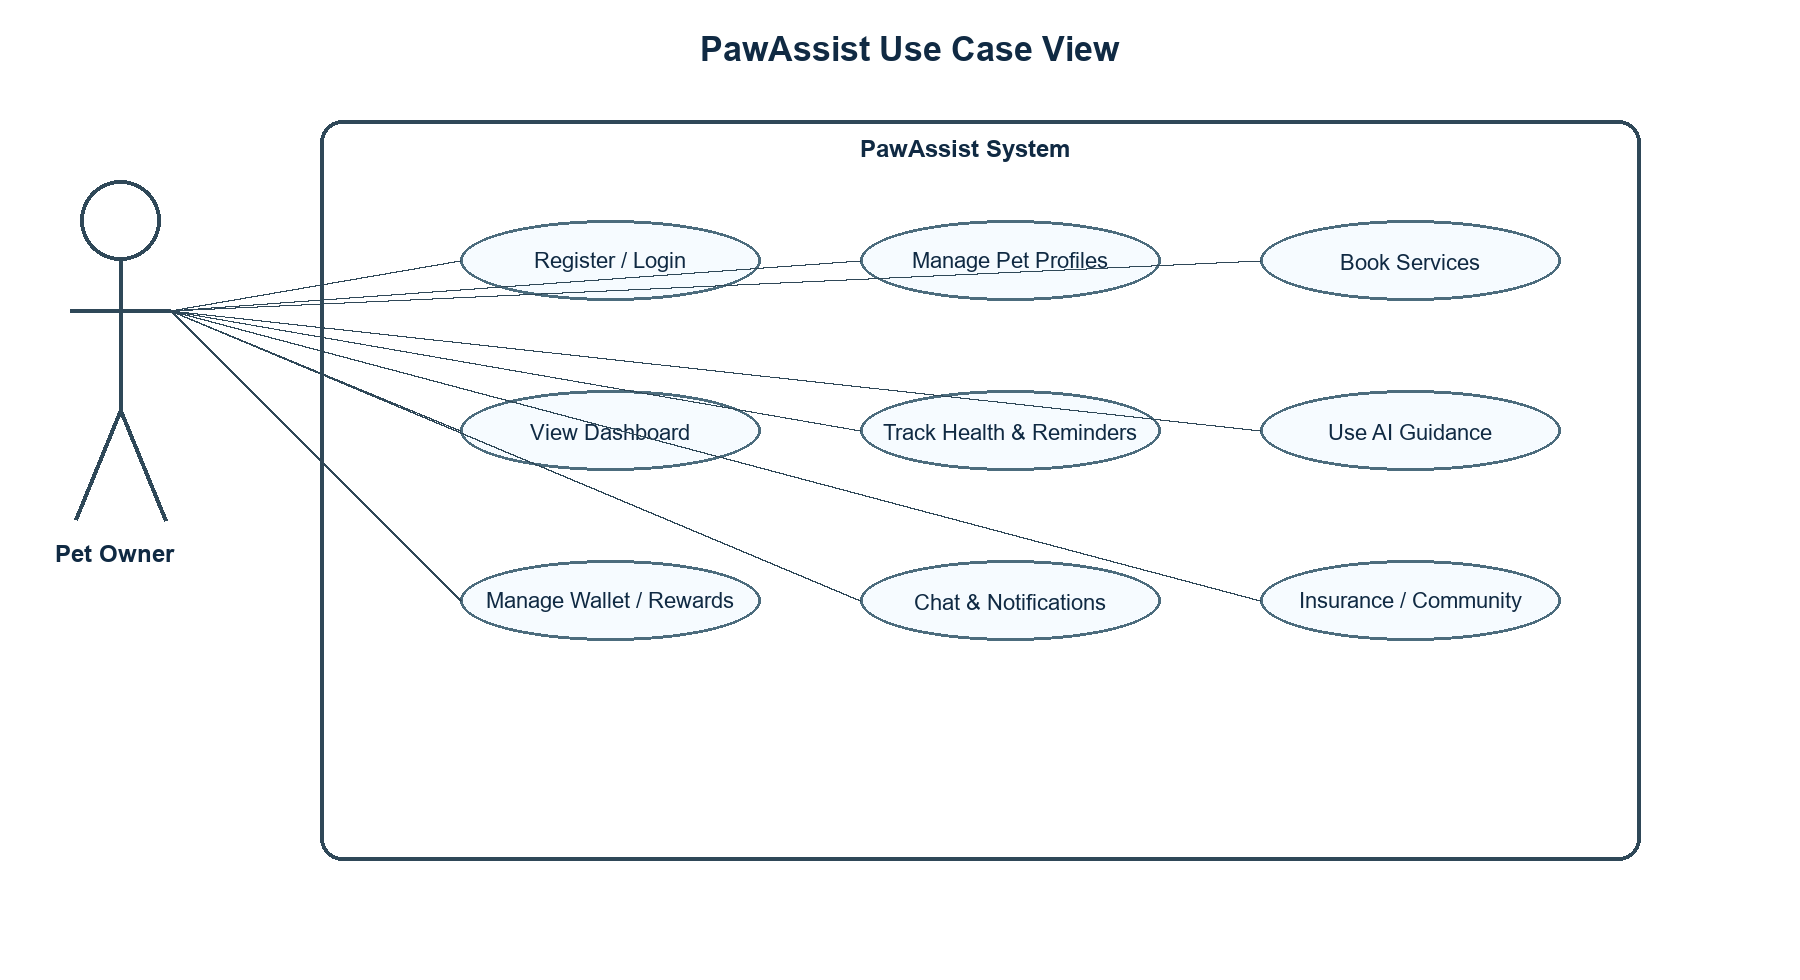 PawAssist Use Case View
PawAssist System
Register / Login
Manage Pet Profiles
Book Services
View Dashboard
Track Health & Reminders
Use AI Guidance
Pet Owner
Manage Wallet / Rewards
Chat & Notifications
Insurance / Community